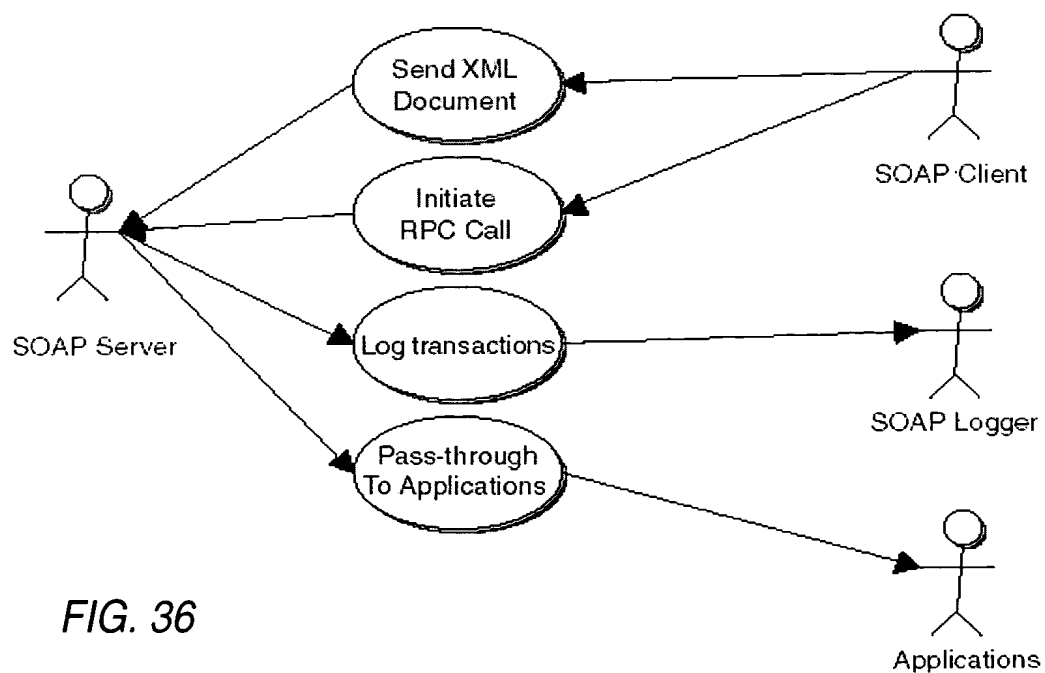 Send XML
Document
SOAP Client
Initiate
RPC Call
SOAP Server
Log transactions
SOAP Logger
Pass-through
To Applications
FIG. 36
Applications